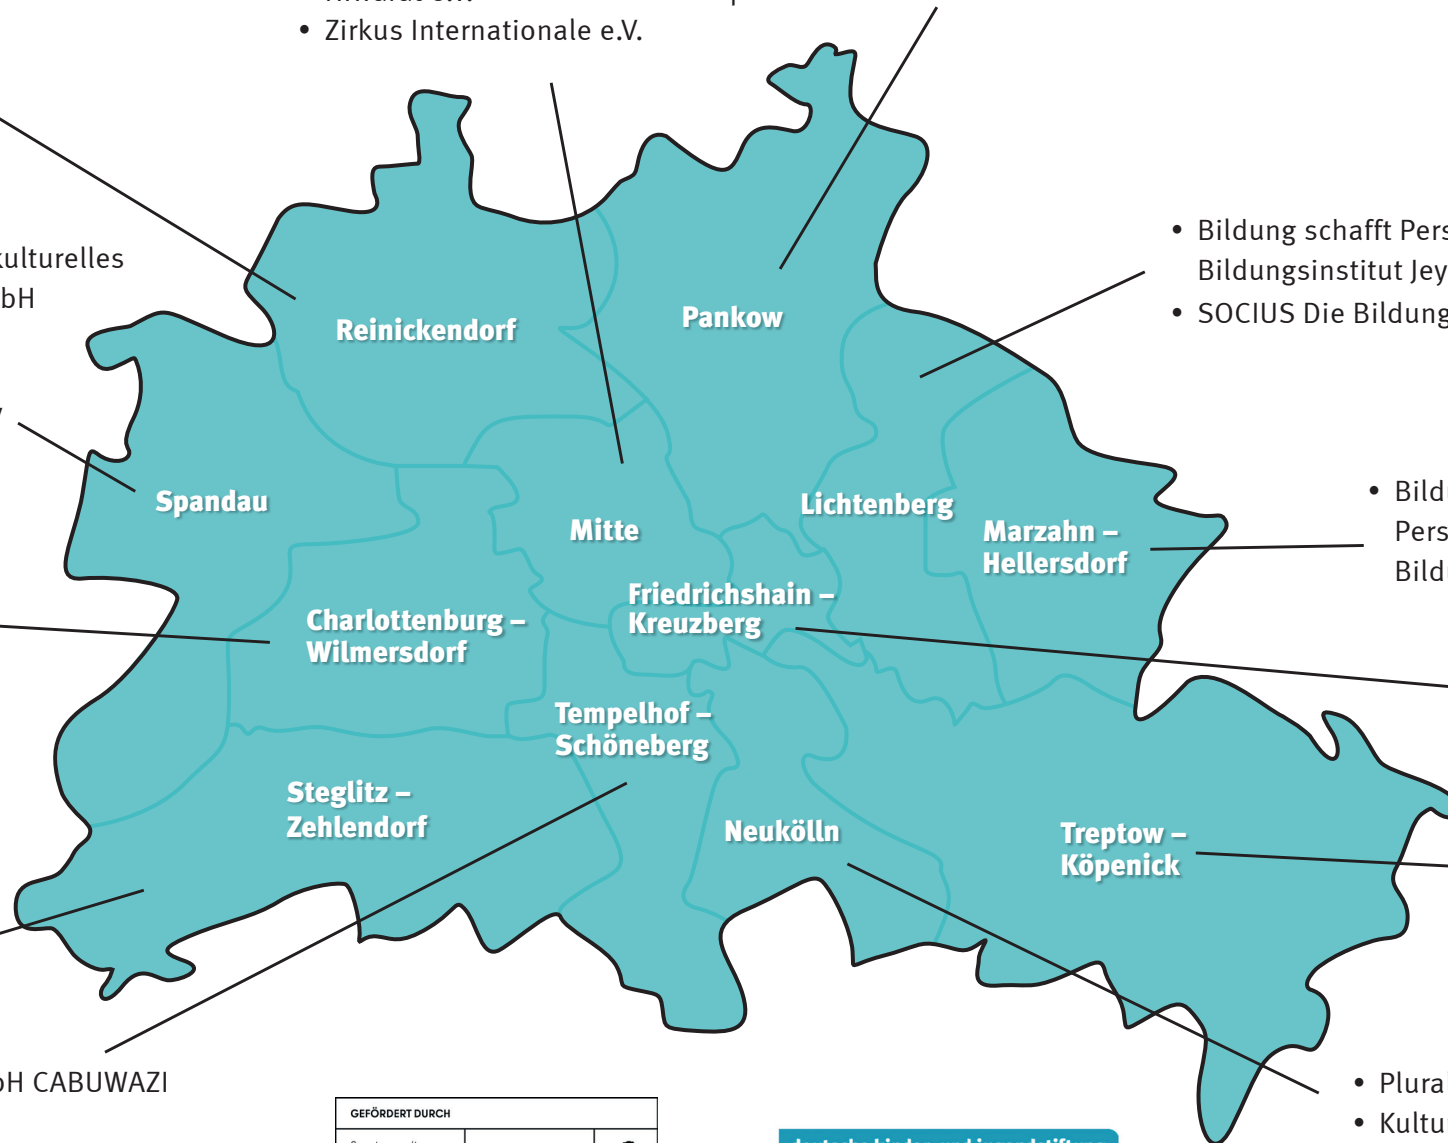 • Zirkus Internationale e.V.
kulturelles
bH
• Bildung schafft Pers
Bildungsinstitut Jey
• SOCIUS Die Bildung
Reinickendorf
Pankow
Spandau
Mitte
Lichtenberg
Marzahn –
Hellersdorf
• Bild
Pers
Bild
Friedrichshain –
Kreuzberg
Charlottenburg –
Wilmersdorf
Tempelhof –
Schöneberg
Steglitz –
Zehlendorf
Neukölln
Treptow –
Köpenick
bH CABUWAZI
• Plura
• Kultu
GEFÖRDERT DURCH